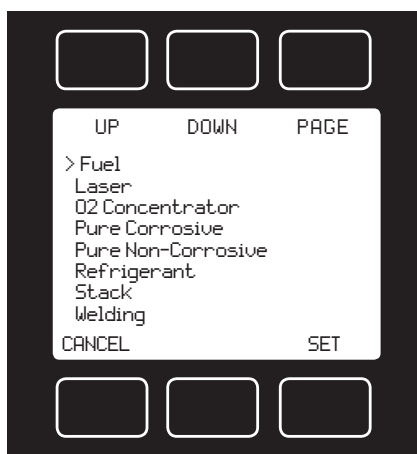 UP DOWN PAGE
> Fuel
Laser
O2 Concentrator
Pure Corrosive
Pure Non-Corrosive
Refrigerant
Stack
Welding
CANCEL SET